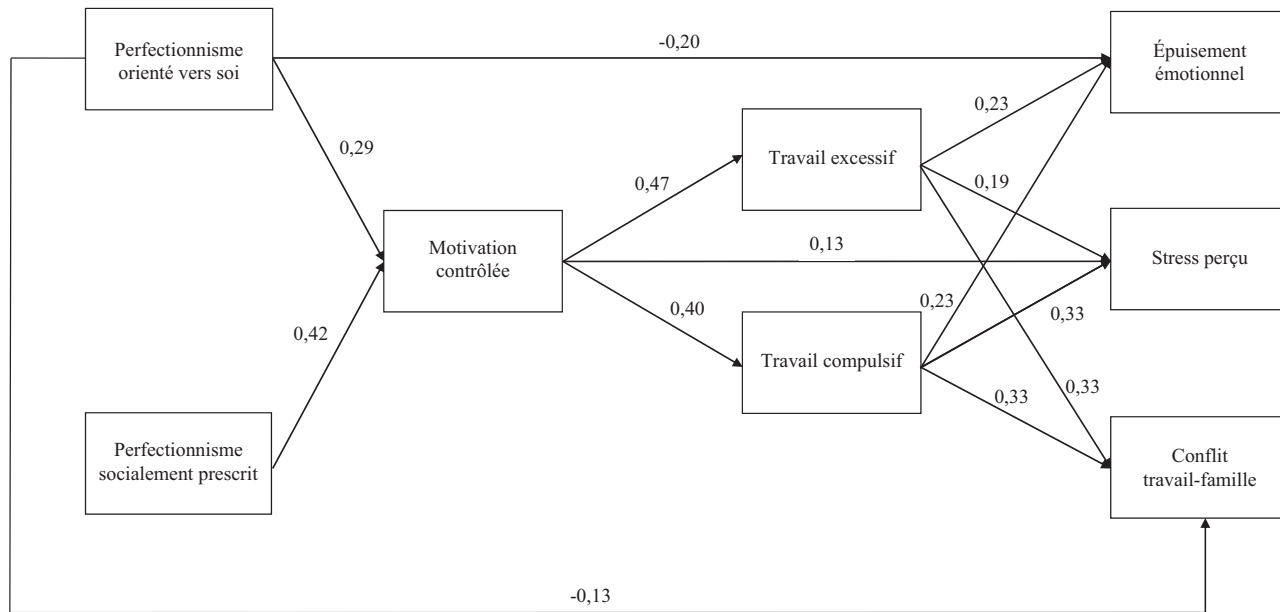 Perfectionnisme
orienté vers soi
-0,20
Épuisement
émotionnel
0,23
0,29
Travail excessif
0,47
0,19
Motivation
contrôlée
0,13
Stress perçu
0,40
0,23
0,33
0,42
Travail compulsif
0,33
0,33
Perfectionnisme
socialement prescrit
Conflit
travail-famille
-0,13